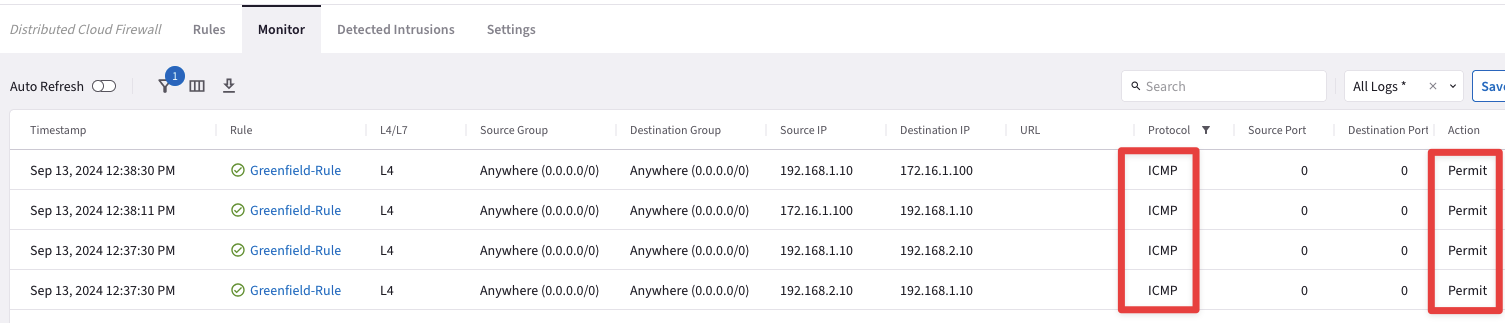 Distributed Cloud Firewall Rules Monitor Detected Intrusions Settings
Auto Refresh 1 Search All Logs * Save
Timestamp Rule L4/L7 Source Group Destination Group Source IP Destination IP URL Protocol Source Port Destination Port Action
Sep 13, 2024 12:38:30 PM Greenfield-Rule L4 Anywhere (0.0.0.0/0) Anywhere (0.0.0.0/0) 192.168.1.10 172.16.1.100 ICMP 0 0 Permit
Sep 13, 2024 12:38:11 PM Greenfield-Rule L4 Anywhere (0.0.0.0/0) Anywhere (0.0.0.0/0) 172.16.1.100 192.168.1.10 ICMP 0 0 Permit
Sep 13, 2024 12:37:30 PM Greenfield-Rule L4 Anywhere (0.0.0.0/0) Anywhere (0.0.0.0/0) 192.168.1.10 192.168.2.10 ICMP 0 0 Permit
Sep 13, 2024 12:37:30 PM Greenfield-Rule L4 Anywhere (0.0.0.0/0) Anywhere (0.0.0.0/0) 192.168.2.10 192.168.1.10 ICMP 0 0 Permit